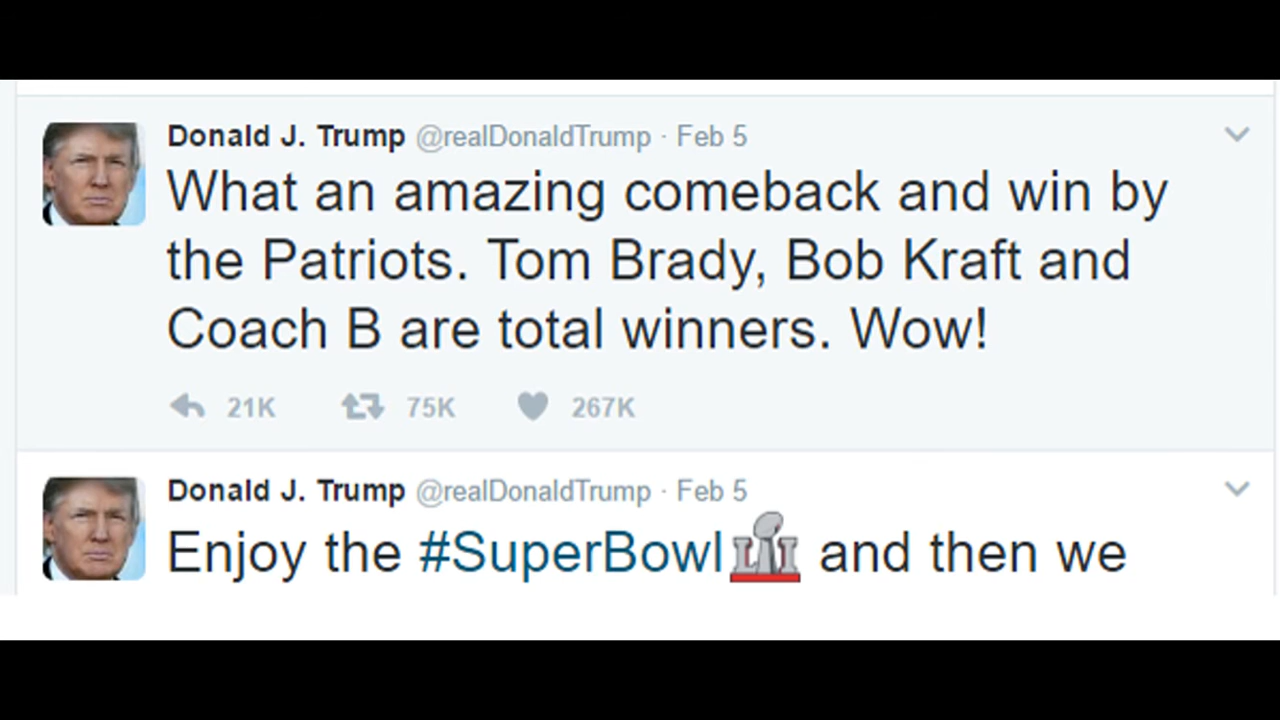 Donald J. Trump @realDonaldTrump · Feb 5
What an amazing comeback and win by
the Patriots. Tom Brady, Bob Kraft and
Coach B are total winners. Wow!
21K 75K 267K
Donald J. Trump @realDonaldTrump · Feb 5
Enjoy the #SuperBowl LI and then we